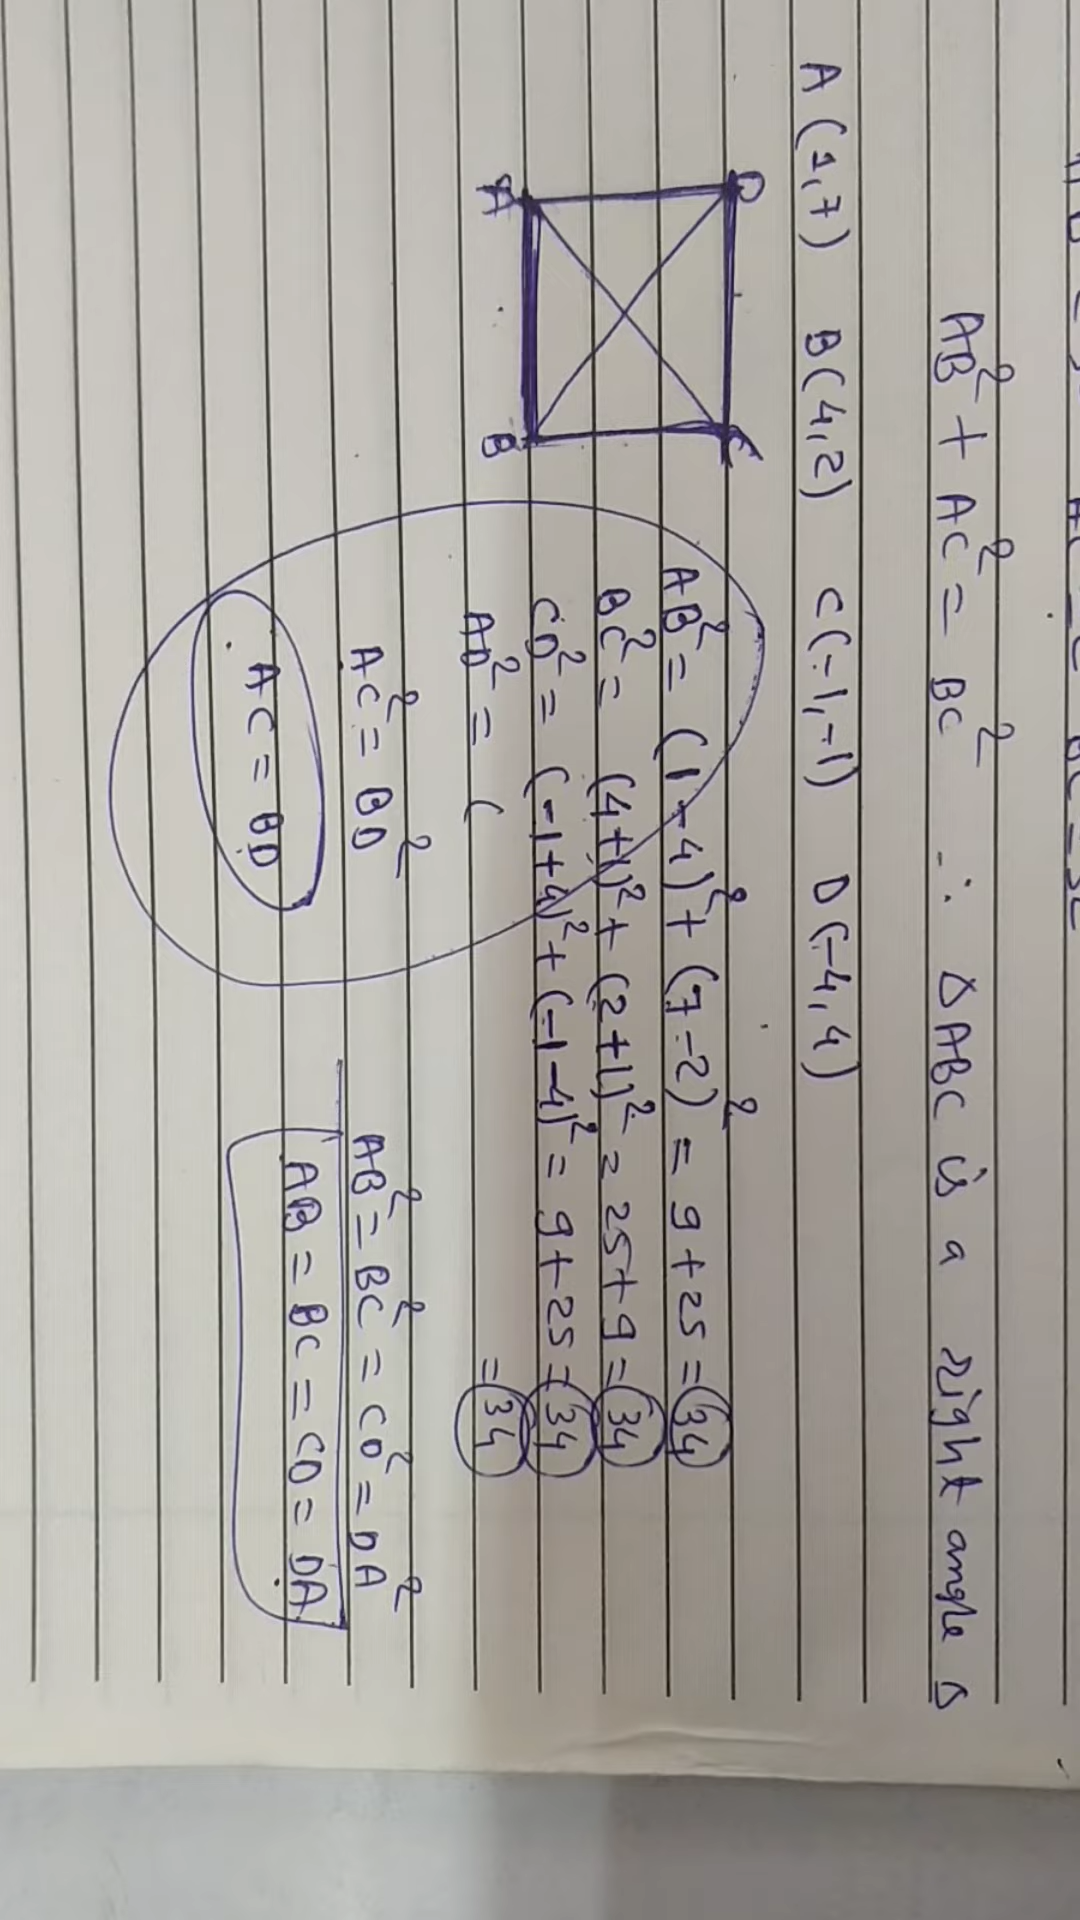 AB² + AC² = BC² ∴ ΔABC is a right angle Δ
A(1,7) B(4,2) C(-1,-1) D(-4,4)
D C
A B
AB² = (1-4)² + (7-2)² = 9+25 = 34
BC² = (4+1)² + (2+1)² = 25+9 = 34
CD² = (-1+4)² + (-1-4)² = 9+25 = 34
AD² = ( = 34
AC² = BD² AB² = BC² = CD² = DA²
AC = BD AB = BC = CD = DA